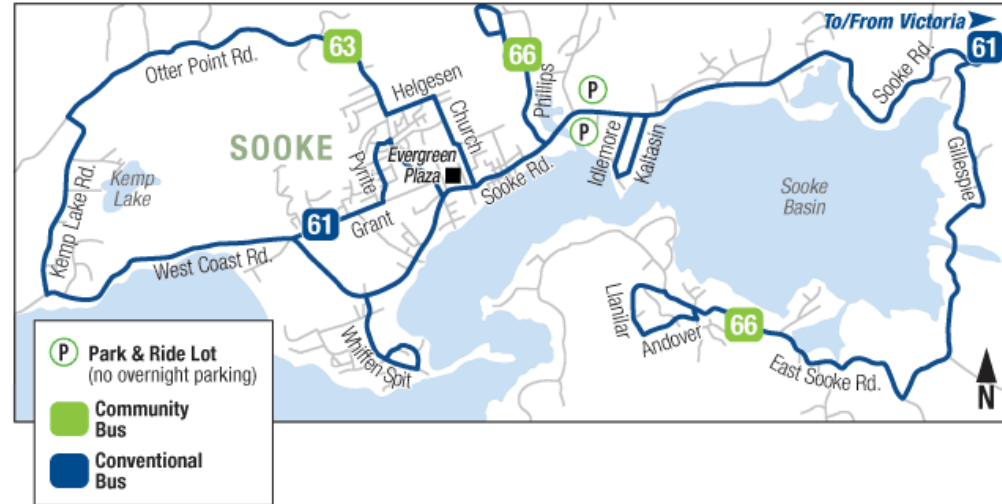 To/From Victoria
61
63
66
Otter Point Rd.
Helgesen
Phillips
P
Sooke Rd.
SOOKE
Church
P
Evergreen
Plaza
Pyrite
Sooke Rd.
Idlemore
Kaltasin
Gillespie
Kemp
Lake
Kemp Lake Rd.
Sooke
Basin
61
Grant
West Coast Rd.
Llanilar
Andover
66
Whiffen-Spit
East Sooke Rd.
N
P Park & Ride Lot
(no overnight parking)
Community
Bus
Conventional
Bus